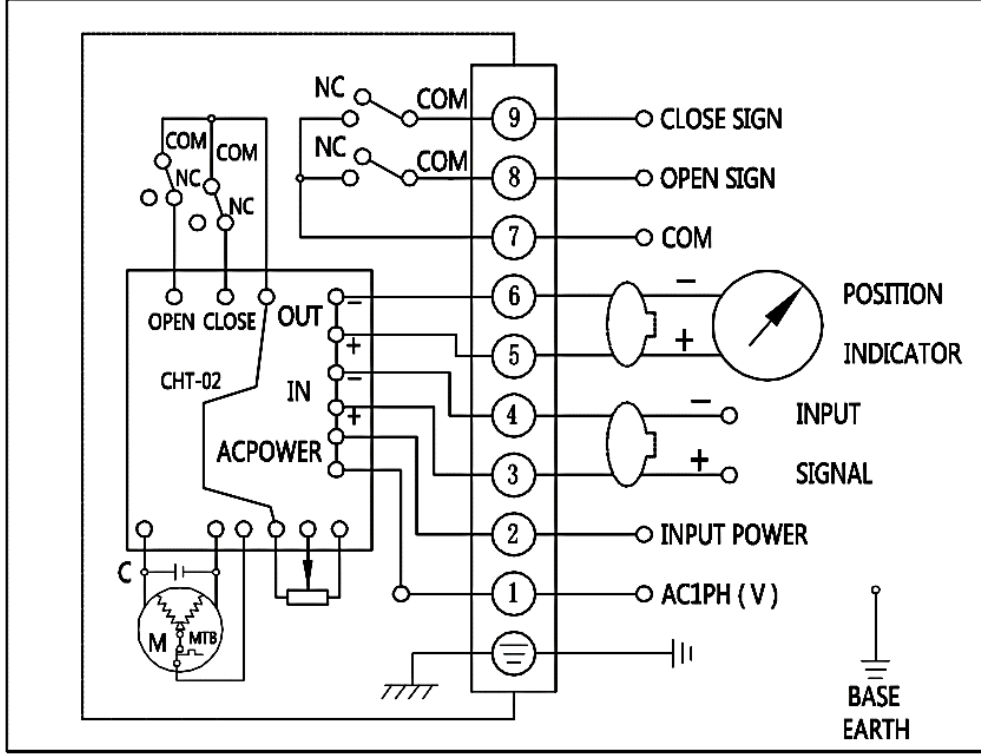 NC COM 9 CLOSE SIGN
COM COM NC COM 8 OPEN SIGN
NC NC 7 COM
OPEN CLOSE OUT − 6 − POSITION
+ 5 + INDICATOR
CHT-02 IN − 4 − INPUT
+ 3 + SIGNAL
ACPOWER 2 INPUT POWER
C 1 AC1PH ( V )
M MTB
BASE
EARTH